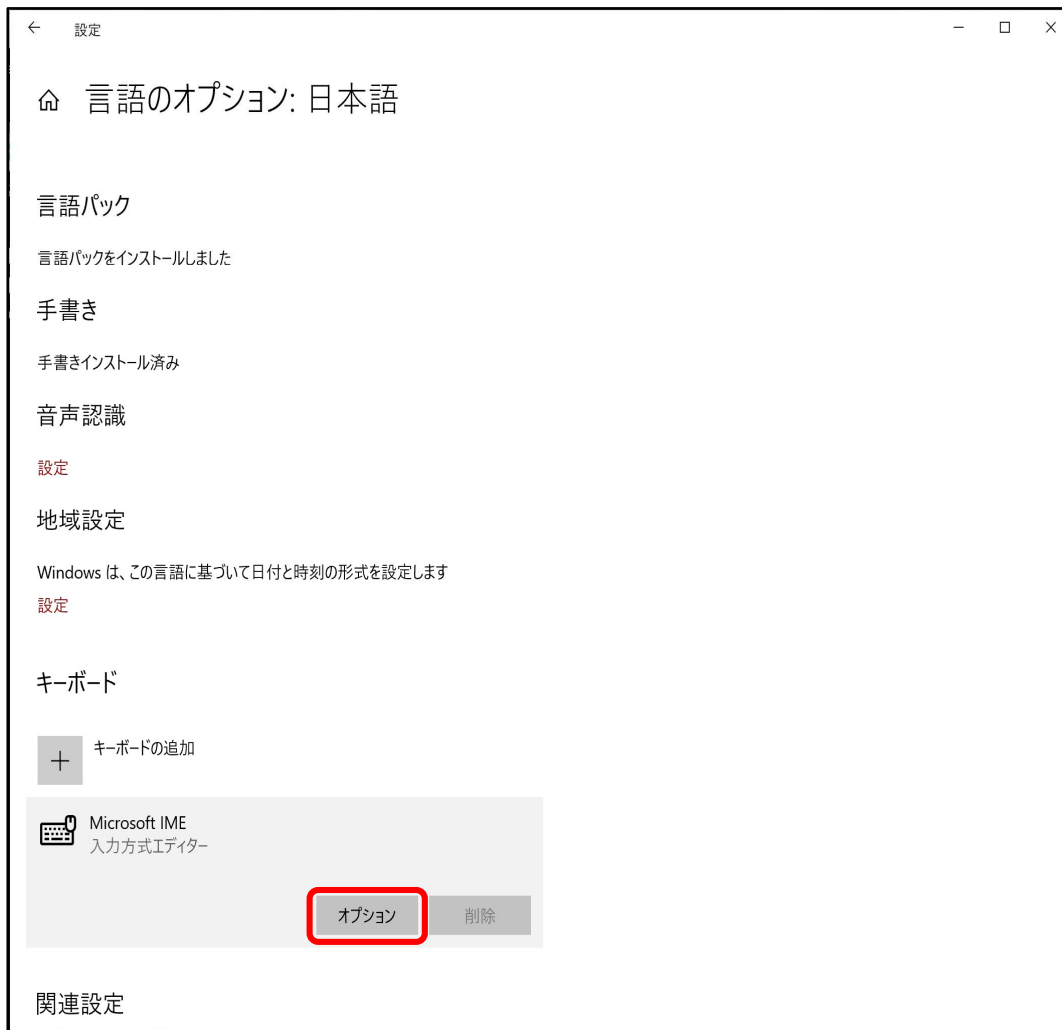 設定
言語のオプション: 日本語
言語パック
言語パックをインストールしました
手書き
手書きインストール済み
音声認識
設定
地域設定
Windows は、この言語に基づいて日付と時刻の形式を設定します
設定
キーボード
キーボードの追加
Microsoft IME
入力方式エディター
オプション 削除
関連設定